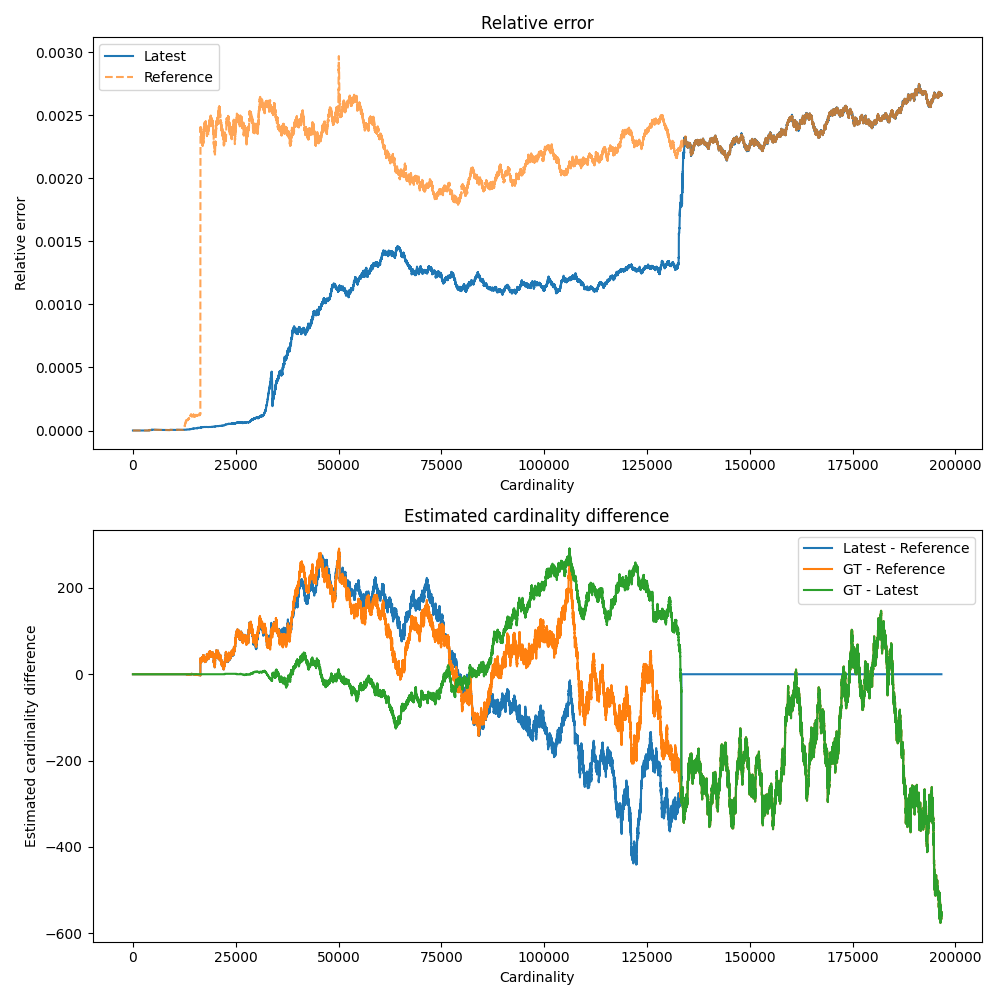 Relative error
Latest
Reference
Relative error
0.0030
0.0025
0.0020
0.0015
0.0010
0.0005
0.0000
0 25000 50000 75000 100000 125000 150000 175000 200000
Cardinality
Estimated cardinality difference
Latest - Reference
GT - Reference
GT - Latest
Estimated cardinality difference
200
0
−200
−400
−600
0 25000 50000 75000 100000 125000 150000 175000 200000
Cardinality